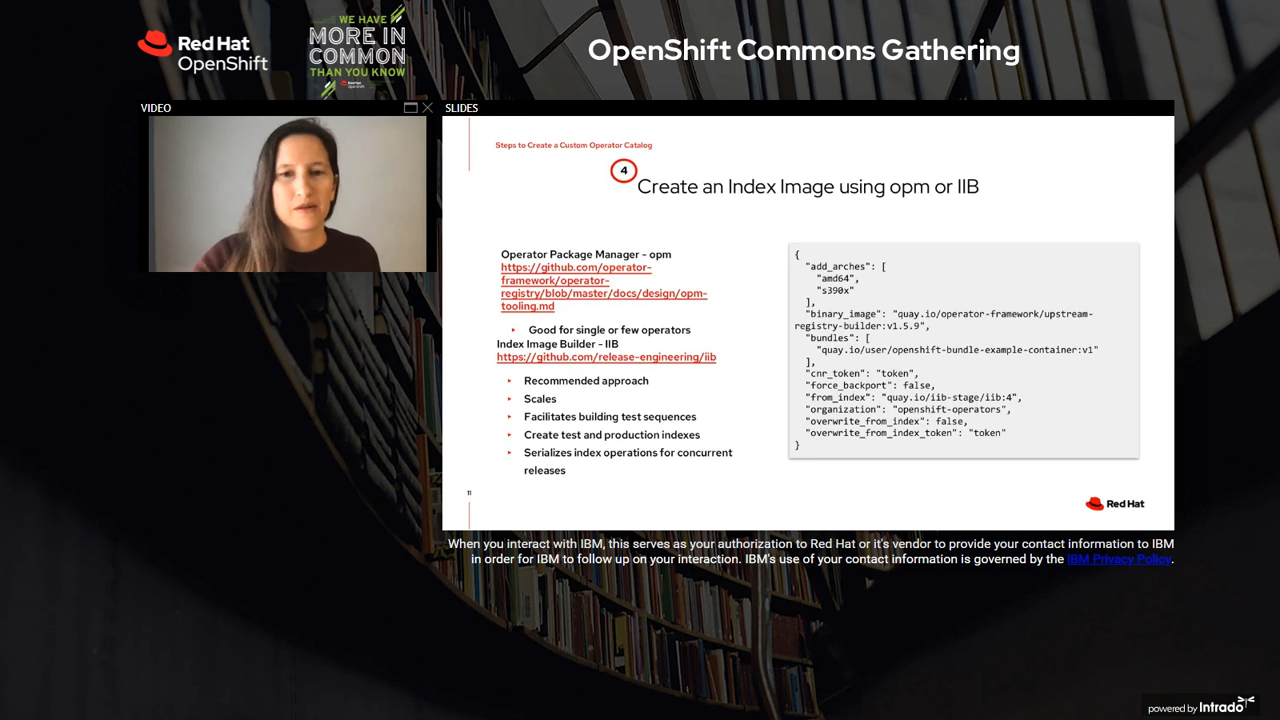 Red Hat
OpenShift
WE HAVE
MORE IN
COMMON
THAN YOU KNOW
Red Hat
OpenShift
OpenShift Commons Gathering
VIDEO
SLIDES
Steps to Create a Custom Operator Catalog
4
Create an Index Image using opm or IIB
Operator Package Manager - opm
https://github.com/operator-
framework/operator-
registry/blob/master/docs/design/opm-
tooling.md
Good for single or few operators
Index Image Builder - IIB
https://github.com/release-engineering/iib
Recommended approach
Scales
Facilitates building test sequences
Create test and production indexes
Serializes index operations for concurrent
releases
{
"add_arches": [
"amd64",
"s390x"
],
"binary_image": "quay.io/operator-framework/upstream-
registry-builder:v1.5.9",
"bundles": [
"quay.io/user/openshift-bundle-example-container:v1"
],
"cnr_token": "token",
"force_backport": false,
"from_index": "quay.io/iib-stage/iib:4",
"organization": "openshift-operators",
"overwrite_from_index": false,
"overwrite_from_index_token": "token"
}
11
Red Hat
When you interact with IBM, this serves as your authorization to Red Hat or it's vendor to provide your contact information to IBM
in order for IBM to follow up on your interaction. IBM's use of your contact information is governed by the IBM Privacy Policy.
powered by Intrado